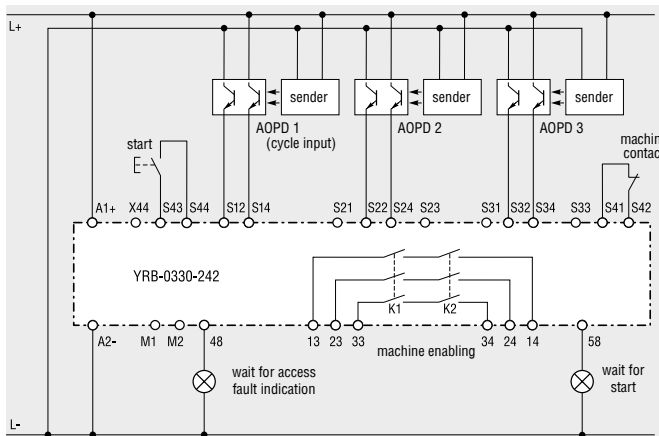 L+
sender
sender
sender
AOPD 1
(cycle input)
AOPD 2
AOPD 3
start
machin
contac
A1+
X44
S43
S44
S12
S14
S21
S22
S24
S23
S31
S32
S34
S33
S41
S42
YRB-0330-242
K1
K2
A2-
M1
M2
48
13
23
33
machine enabling
34
24
14
58
wait for access
fault indication
wait for
start
L-